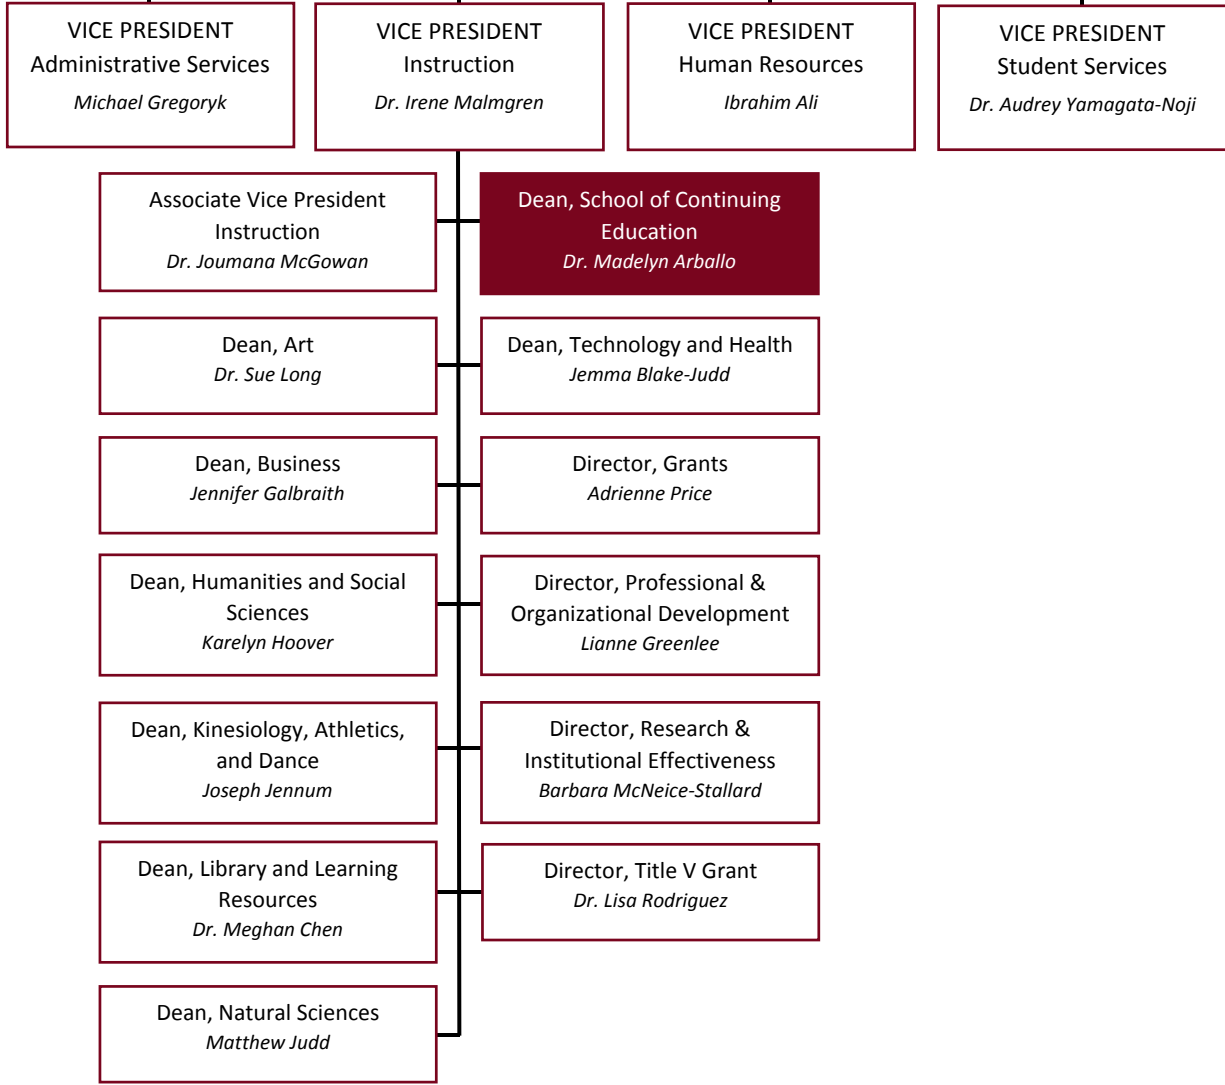 VICE PRESIDENT
Administrative Services
Michael Gregoryk
VICE PRESIDENT
Instruction
Dr. Irene Malmgren
VICE PRESIDENT
Human Resources
Ibrahim Ali
VICE PRESIDENT
Student Services
Dr. Audrey Yamagata-Noji
Associate Vice President
Instruction
Dr. Joumana McGowan
Dean, School of Continuing
Education
Dr. Madelyn Arballo
Dean, Art
Dr. Sue Long
Dean, Technology and Health
Jemma Blake-Judd
Dean, Business
Jennifer Galbraith
Director, Grants
Adrienne Price
Dean, Humanities and Social
Sciences
Karelyn Hoover
Director, Professional &
Organizational Development
Lianne Greenlee
Dean, Kinesiology, Athletics,
and Dance
Joseph Jennum
Director, Research &
Institutional Effectiveness
Barbara McNeice-Stallard
Dean, Library and Learning
Resources
Dr. Meghan Chen
Director, Title V Grant
Dr. Lisa Rodriguez
Dean, Natural Sciences
Matthew Judd